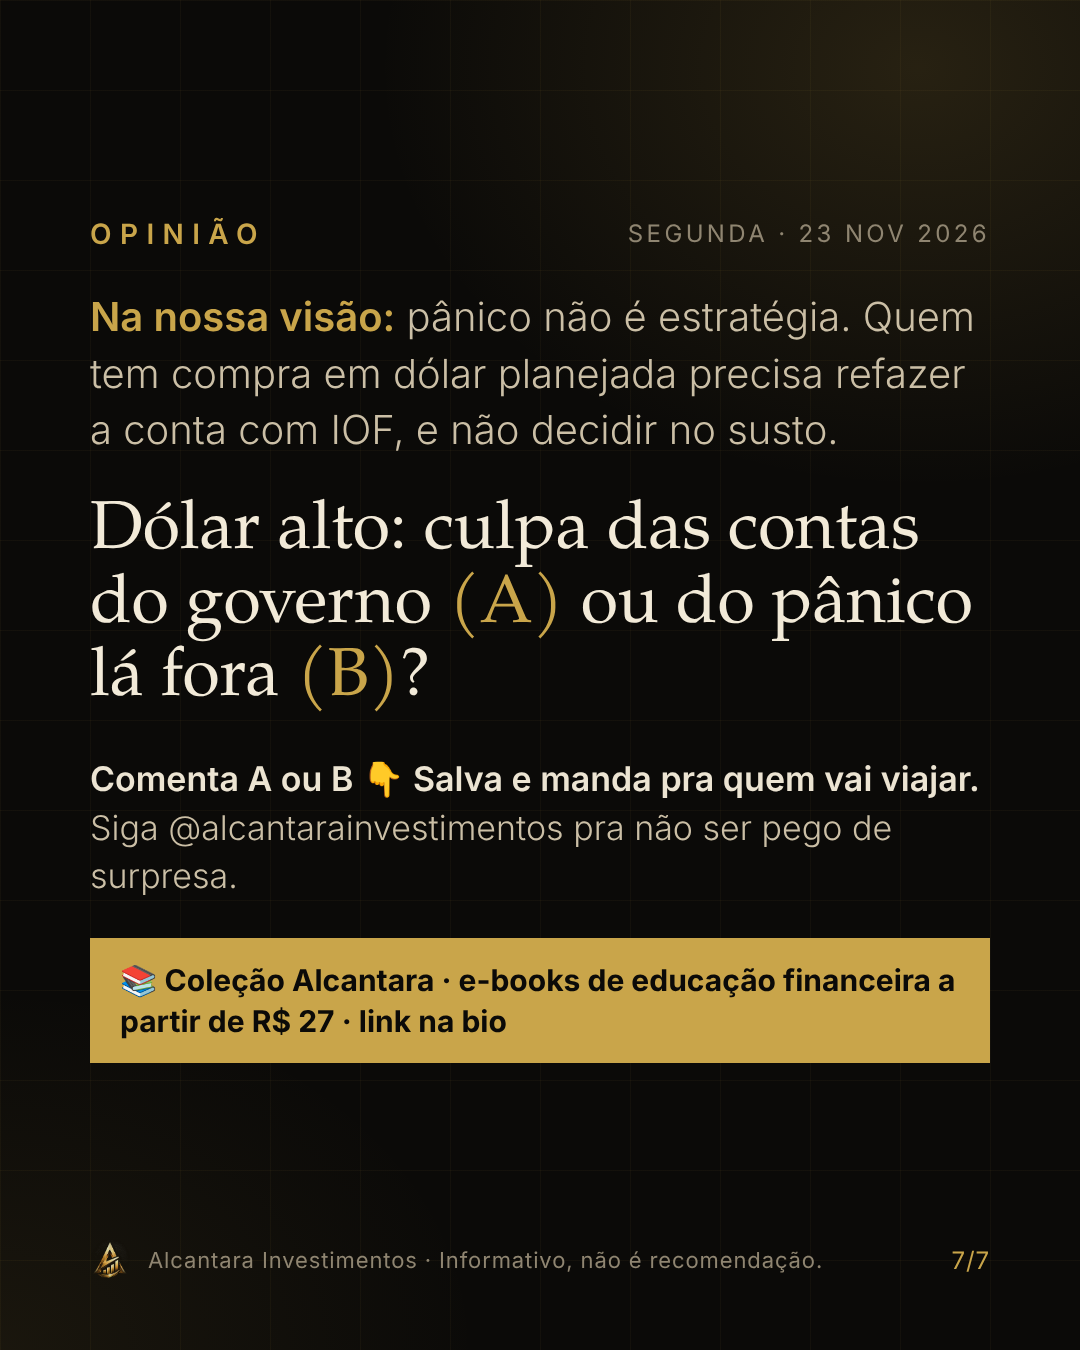 OPINIÃO
SEGUNDA · 23 NOV 2026
Na nossa visão: pânico não é estratégia. Quem
tem compra em dólar planejada precisa refazer
a conta com IOF, e não decidir no susto.
Dólar alto: culpa das contas
do governo (A) ou do pânico
lá fora (B)?
Comenta A ou B 👇 Salva e manda pra quem vai viajar.
Siga @alcantarainvestimentos pra não ser pego de
surpresa.
📚 Coleção Alcantara · e-books de educação financeira a
partir de R$ 27 · link na bio
Alcantara Investimentos · Informativo, não é recomendação.
7/7